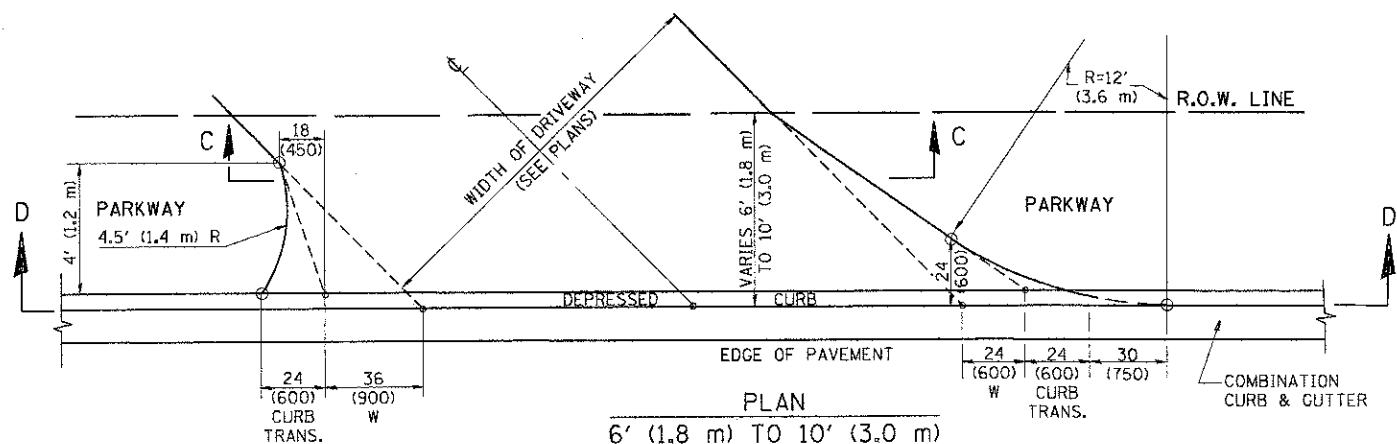 ℄
WIDTH OF DRIVEWAY
(SEE PLANS)
R=12'
(3.6 m)
R.O.W. LINE
C
18
(450)
C
4' (1.2 m)
PARKWAY
4.5' (1.4 m) R
VARIES 6' (1.8 m)
TO 10' (3.0 m)
PARKWAY
24
(600)
D
D
DEPRESSED CURB
EDGE OF PAVEMENT
24
(600)
CURB
TRANS.
36
(900)
W
24
(600)
W
24
(600)
CURB
TRANS.
30
(750)
COMBINATION
CURB & GUTTER
PLAN
6' (1.8 m) TO 10' (3.0 m)